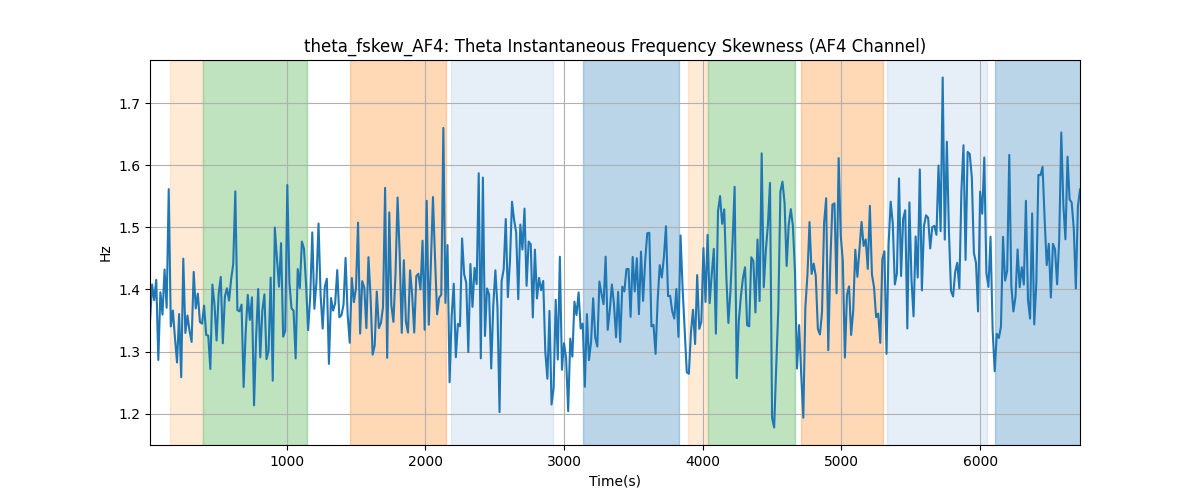 theta_fskew_AF4: Theta Instantaneous Frequency Skewness (AF4 Channel)
1.7
1.6
1.5
1.4
1.3
1.2
Hz
1000 2000 3000 4000 5000 6000
Time(s)